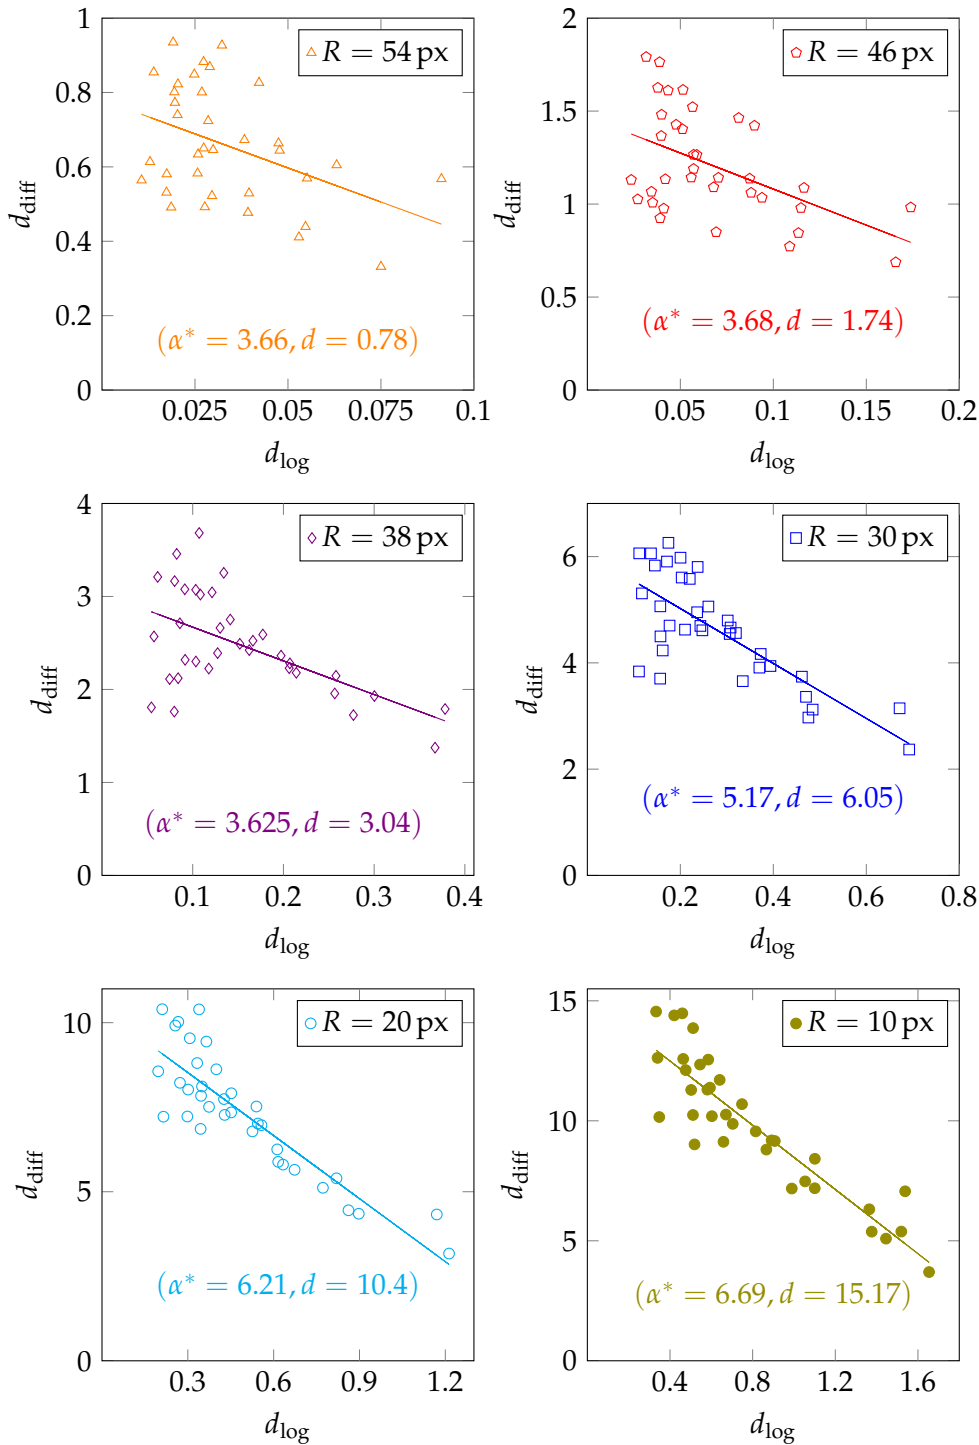 1
0.8
0.6
0.4
0.2
0
d_diff
R = 54 px
(α* = 3.66, d = 0.78)
0.025 0.05 0.075 0.1
d_log
2
1.5
1
0.5
0
d_diff
R = 46 px
(α* = 3.68, d = 1.74)
0.05 0.1 0.15 0.2
d_log
4
3
2
1
0
d_diff
R = 38 px
(α* = 3.625, d = 3.04)
0.1 0.2 0.3 0.4
d_log
6
4
2
0
d_diff
R = 30 px
(α* = 5.17, d = 6.05)
0.2 0.4 0.6 0.8
d_log
10
5
0
d_diff
R = 20 px
(α* = 6.21, d = 10.4)
0.3 0.6 0.9 1.2
d_log
15
10
5
0
d_diff
R = 10 px
(α* = 6.69, d = 15.17)
0.4 0.8 1.2 1.6
d_log